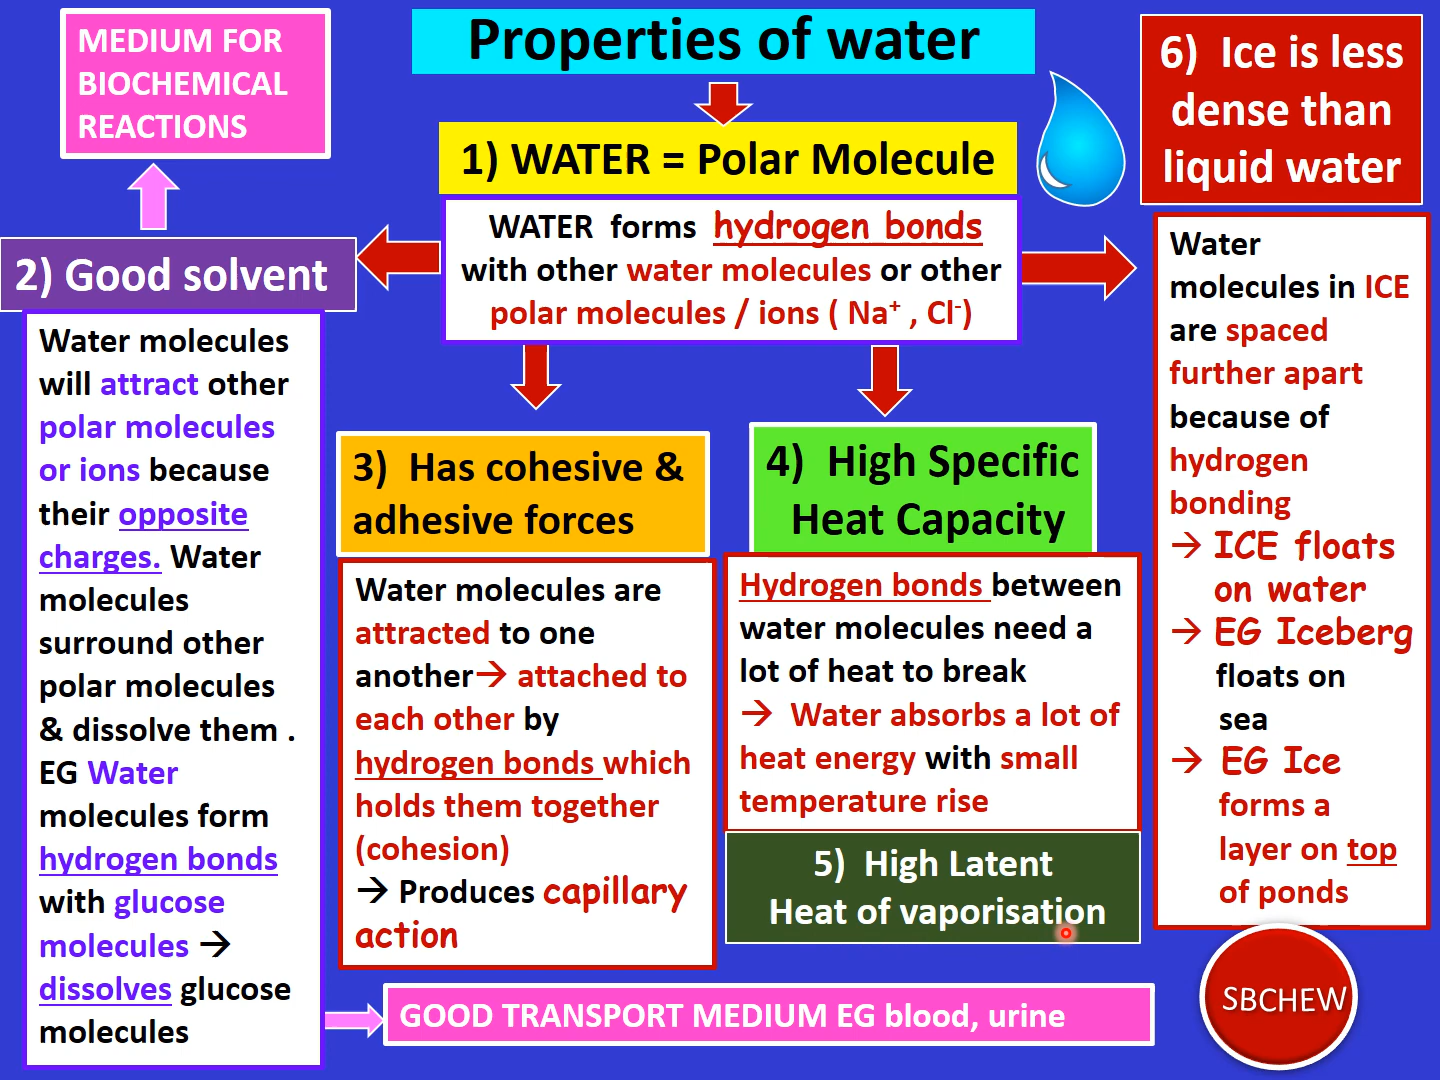 Properties of water
1) WATER = Polar Molecule
WATER forms hydrogen bonds
with other water molecules or other
polar molecules / ions ( Na⁺ , Cl⁻)
MEDIUM FOR
BIOCHEMICAL
REACTIONS
2) Good solvent
Water molecules
will attract other
polar molecules
or ions because
their opposite
charges. Water
molecules
surround other
polar molecules
& dissolve them .
EG Water
molecules form
hydrogen bonds
with glucose
molecules →
dissolves glucose
molecules
3) Has cohesive &
adhesive forces
Water molecules are
attracted to one
another→ attached to
each other by
hydrogen bonds which
holds them together
(cohesion)
→ Produces capillary
action
4) High Specific
Heat Capacity
Hydrogen bonds between
water molecules need a
lot of heat to break
→ Water absorbs a lot of
heat energy with small
temperature rise
5) High Latent
Heat of vaporisation
6) Ice is less
dense than
liquid water
Water
molecules in ICE
are spaced
further apart
because of
hydrogen
bonding
→ ICE floats
on water
→ EG Iceberg
floats on
sea
→ EG Ice
forms a
layer on top
of ponds
GOOD TRANSPORT MEDIUM EG blood, urine
SBCHEW